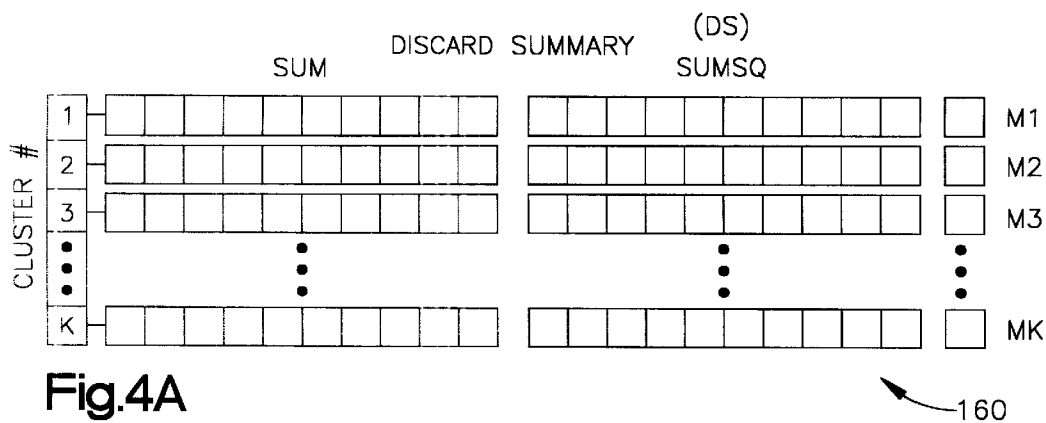 (DS)
DISCARD SUMMARY
SUM SUMSQ
CLUSTER #
1 M1
2 M2
3 M3
K MK
Fig.4A
160